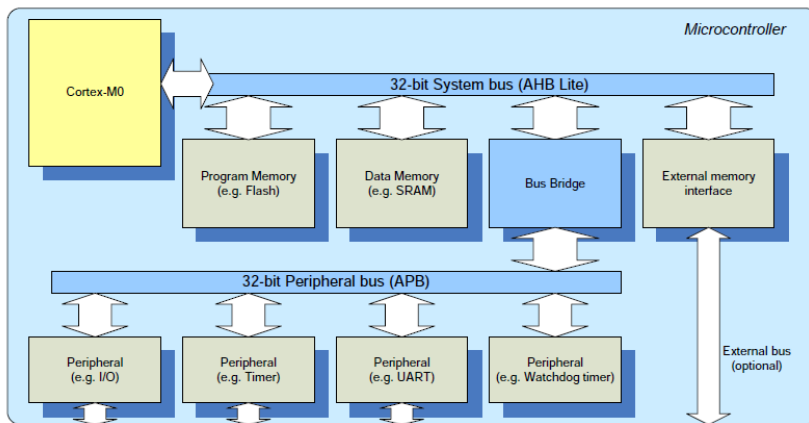 Microcontroller
Cortex-M0
32-bit System bus (AHB Lite)
Program Memory
(e.g. Flash)
Data Memory
(e.g. SRAM)
Bus Bridge
External memory
interface
32-bit Peripheral bus (APB)
Peripheral
(e.g. I/O)
Peripheral
(e.g. Timer)
Peripheral
(e.g. UART)
Peripheral
(e.g. Watchdog timer)
External bus
(optional)